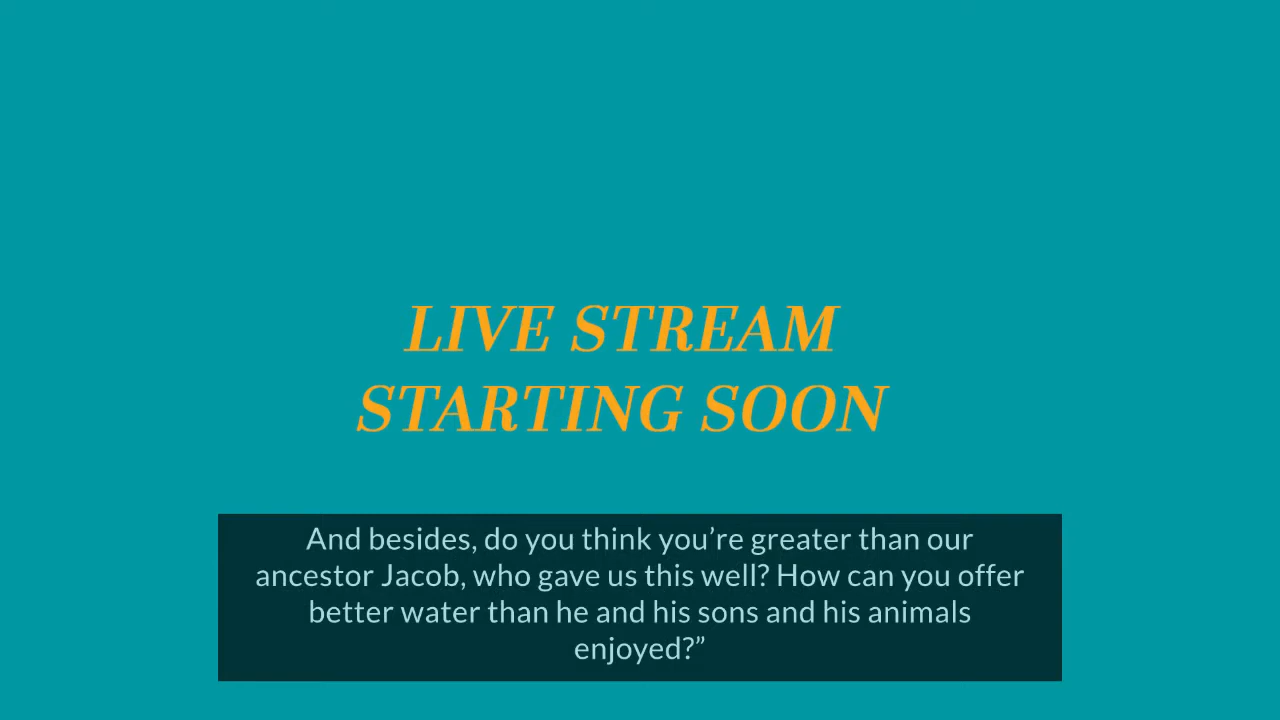 LIVE STREAM
STARTING SOON
And besides, do you think you’re greater than our
ancestor Jacob, who gave us this well? How can you offer
better water than he and his sons and his animals
enjoyed?”